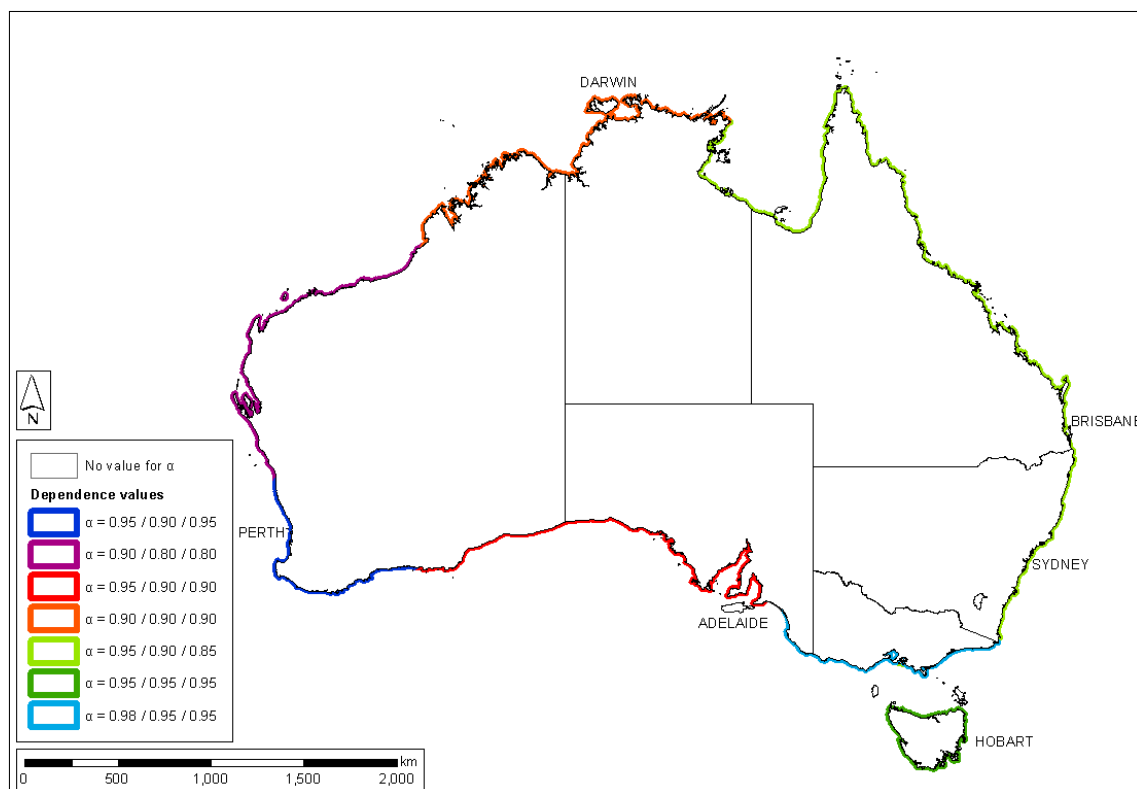 DARWIN
BRISBANE
PERTH
SYDNEY
ADELAIDE
HOBART
N
No value for α
Dependence values
α = 0.95 / 0.90 / 0.95
α = 0.90 / 0.80 / 0.80
α = 0.95 / 0.90 / 0.90
α = 0.90 / 0.90 / 0.90
α = 0.95 / 0.90 / 0.85
α = 0.95 / 0.95 / 0.95
α = 0.98 / 0.95 / 0.95
km
0 500 1,000 1,500 2,000